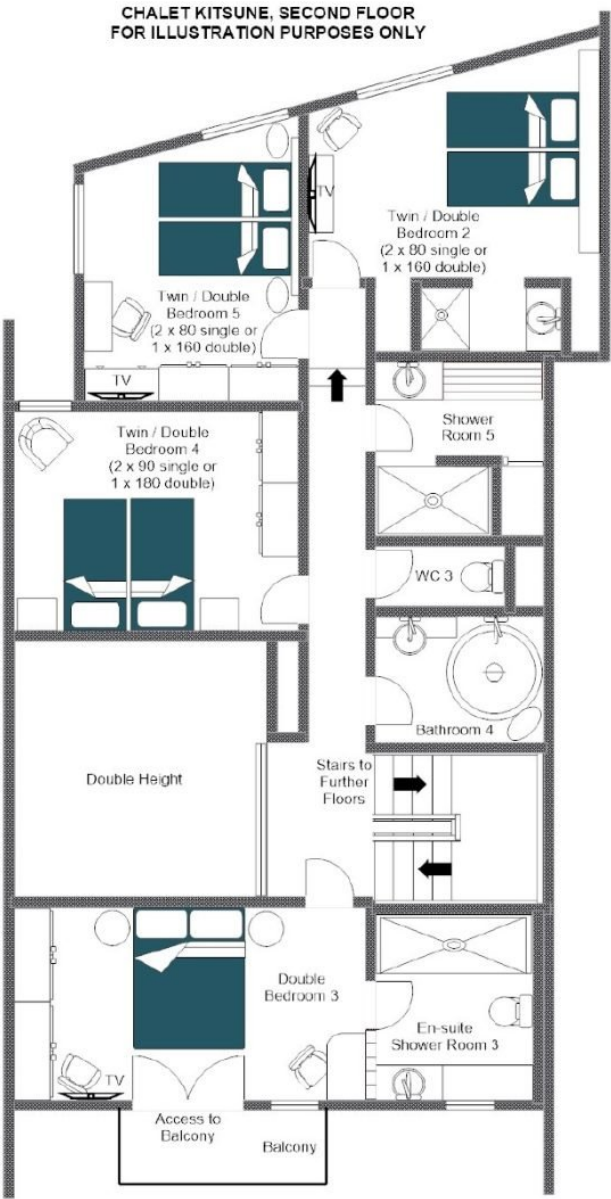 CHALET KITSUNE, SECOND FLOOR
FOR ILLUSTRATION PURPOSES ONLY
TV
Twin / Double
Bedroom 2
(2 x 80 single or
1 x 160 double)
Twin / Double
Bedroom 5
(2 x 80 single or
1 x 160 double)
TV
Shower
Room 5
Twin / Double
Bedroom 4
(2 x 90 single or
1 x 180 double)
WC 3
Bathroom 4
Double Height
Stairs to
Further
Floors
Double
Bedroom 3
En-suite
Shower Room 3
TV
Access to
Balcony
Balcony